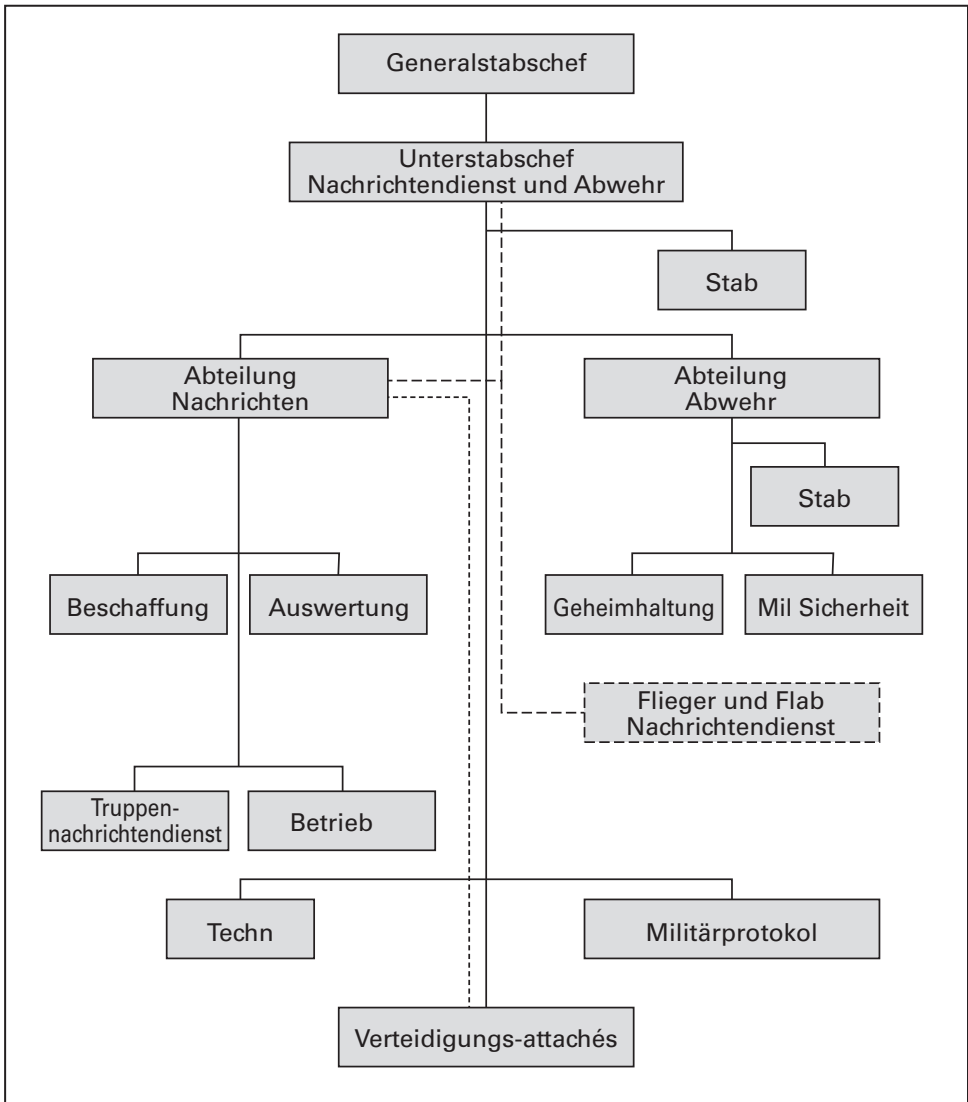 Generalstabschef
Unterstabschef
Nachrichtendienst und Abwehr
Stab
Abteilung
Nachrichten
Abteilung
Abwehr
Stab
Beschaffung
Auswertung
Geheimhaltung
Mil Sicherheit
Flieger und Flab
Nachrichtendienst
Truppen-
nachrichtendienst
Betrieb
Techn
Militärprotokol
Verteidigungs-attachés